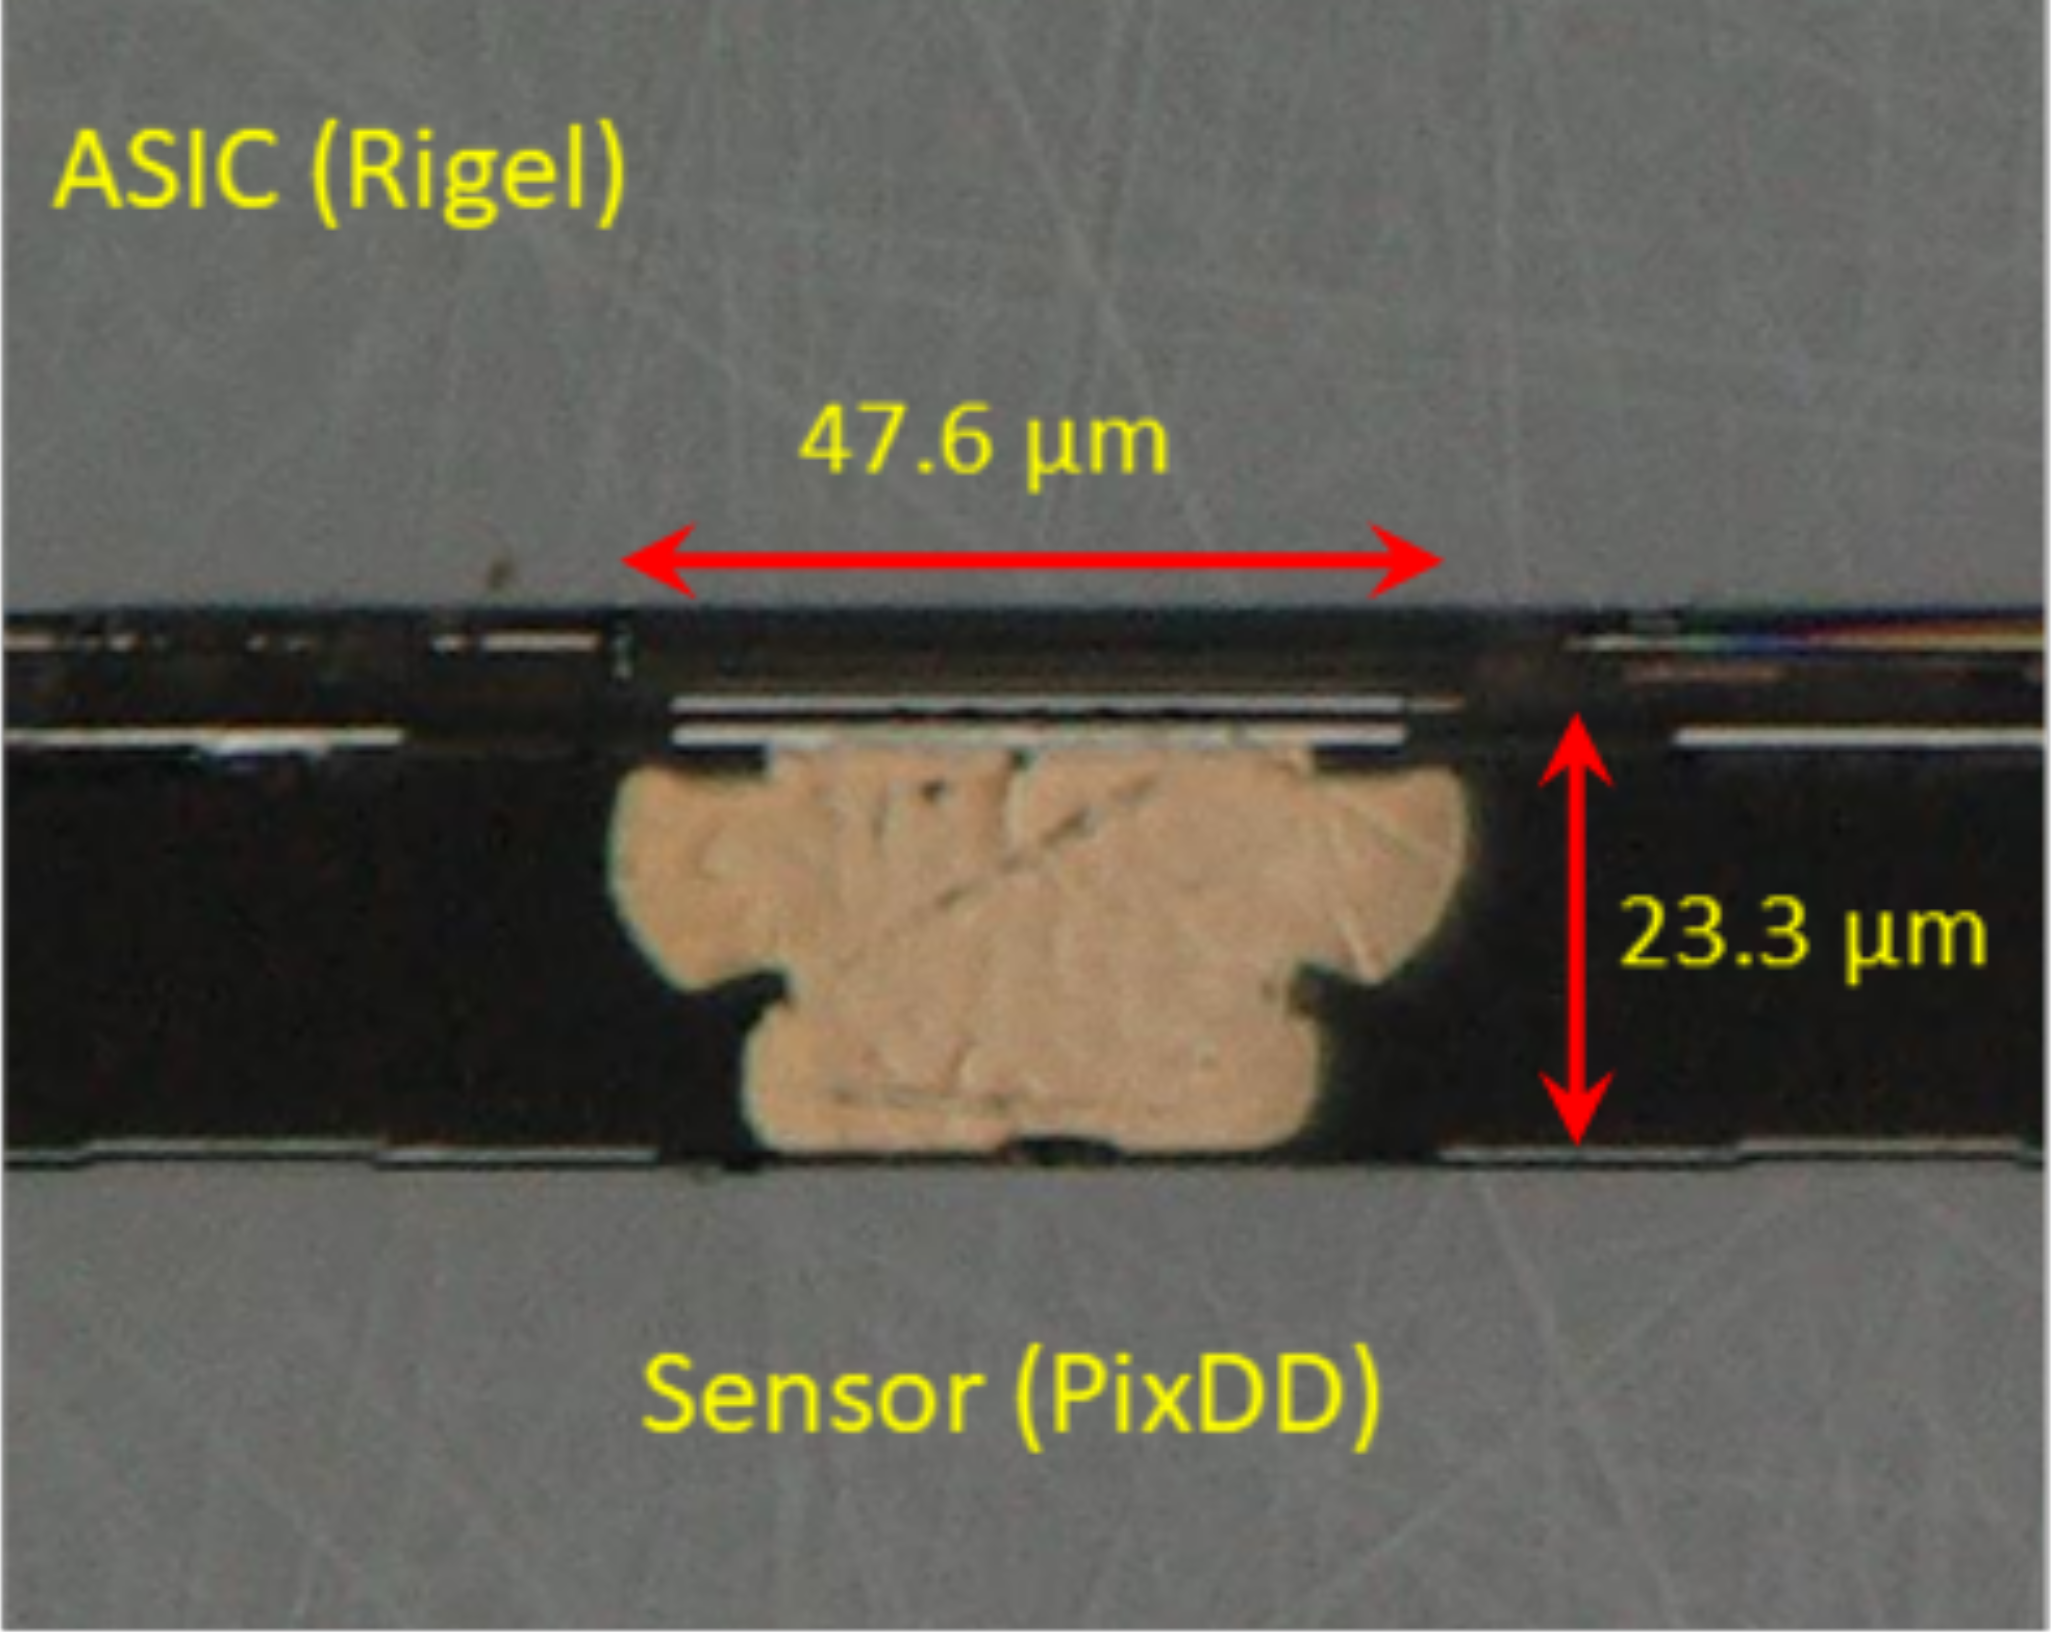 ASIC (Rigel)
47.6 µm
23.3 µm
Sensor (PixDD)